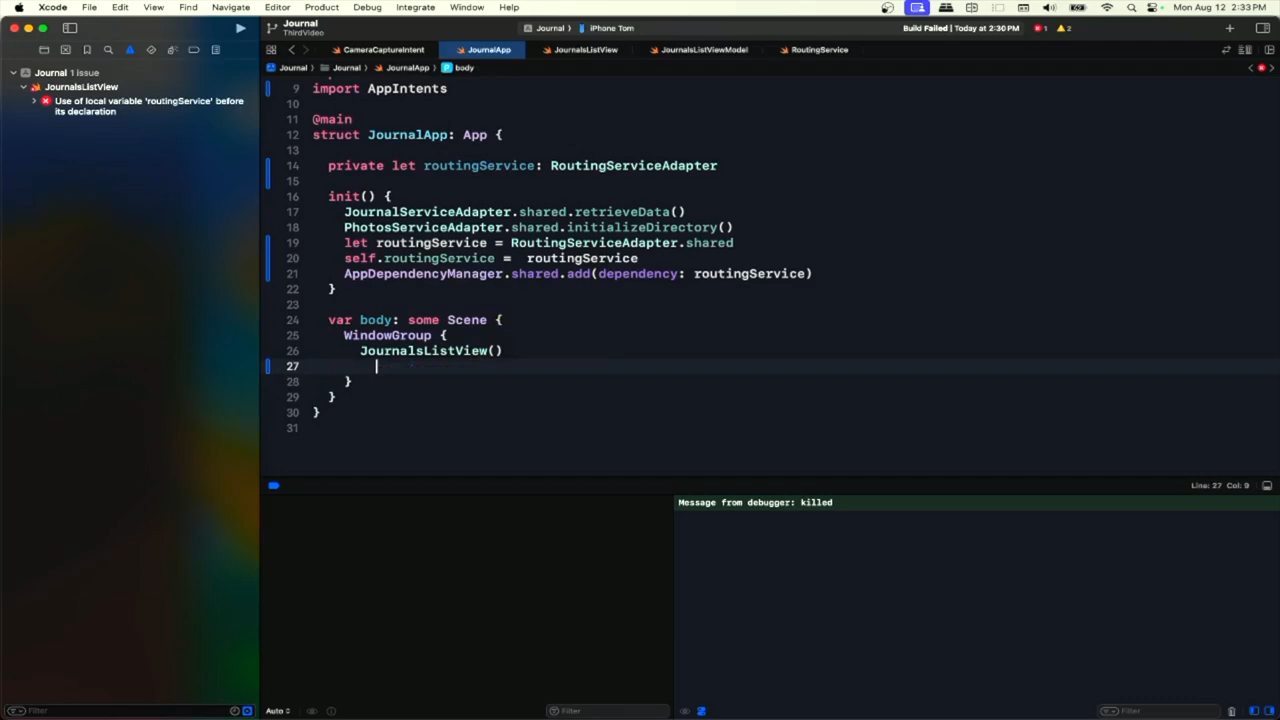 Xcode File Edit View Find Navigate Editor Product Debug Integrate Window Help Mon Aug 12 2:33 PM
Journal
ThirdVideo
Journal 〉 iPhone Tom
Build Failed | Today at 2:30 PM 1 2
CameraCaptureIntent JournalApp JournalsListView JournalsListViewModel RoutingService
Journal 1 issue
JournalsListView
Use of local variable 'routingService' before
its declaration
Journal 〉 Journal 〉 JournalApp 〉 body
9 import AppIntents
10
11 @main
12 struct JournalApp: App {
13
14 private let routingService: RoutingServiceAdapter
15
16 init() {
17 JournalServiceAdapter.shared.retrieveData()
18 PhotosServiceAdapter.shared.initializeDirectory()
19 let routingService = RoutingServiceAdapter.shared
20 self.routingService =  routingService
21 AppDependencyManager.shared.add(dependency: routingService)
22 }
23
24 var body: some Scene {
25 WindowGroup {
26 JournalsListView()
27
28 }
29 }
30 }
31
Line: 27 Col: 9
Message from debugger: killed
Filter
Auto
Filter
Filter